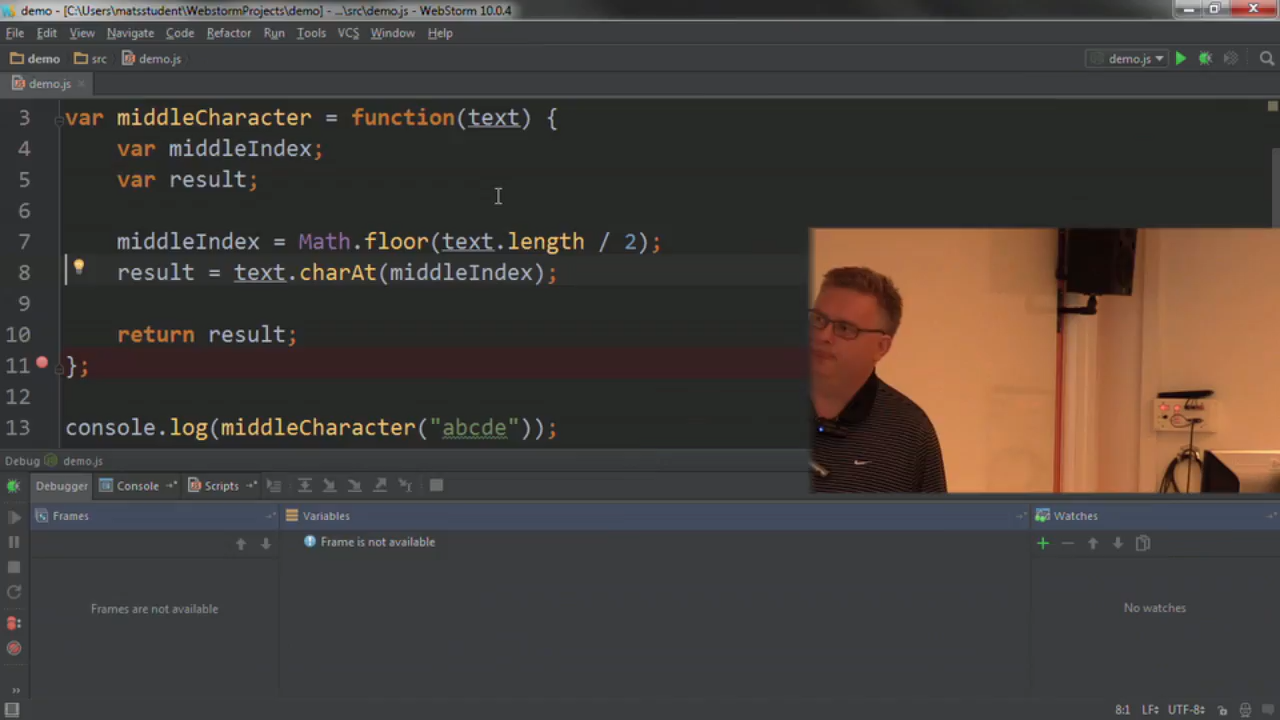 demo - [C:\Users\matsstudent\WebstormProjects\demo] - ...\src\demo.js - WebStorm 10.0.4
File Edit View Navigate Code Refactor Run Tools VCS Window Help
demo src demo.js demo.js
demo.js
3 var middleCharacter = function(text) {
4 var middleIndex;
5 var result;
6
7 middleIndex = Math.floor(text.length / 2);
8 result = text.charAt(middleIndex);
9
10 return result;
11 };
12
13 console.log(middleCharacter("abcde"));
Debug demo.js
Debugger Console Scripts
Frames Variables Watches
Frame is not available
Frames are not available
No watches
8:1 LF UTF-8